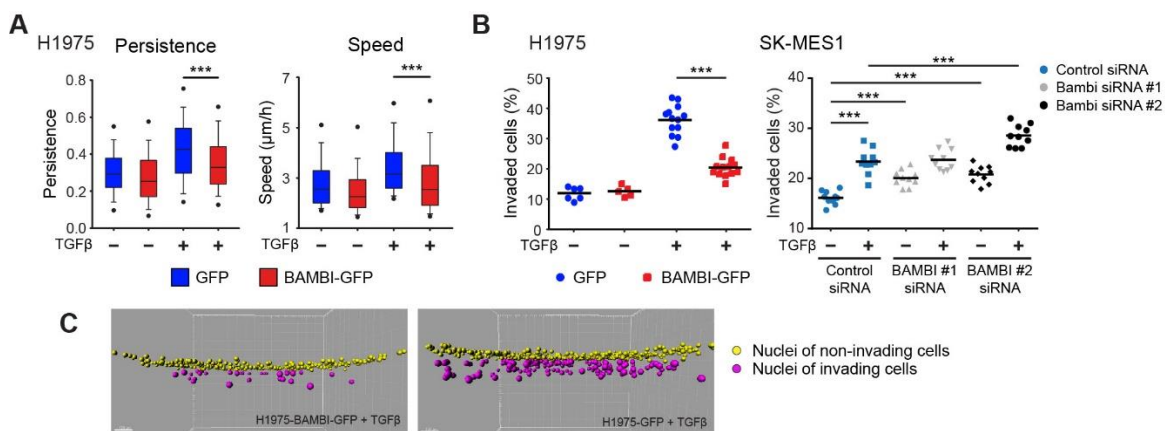 A
H1975
Persistence
Speed
***
***
Persistence
0.8
0.6
0.4
0.2
0.0
Speed (µm/h)
7
5
3
1
TGFβ − − + +
TGFβ − − + +
GFP BAMBI-GFP
B
H1975
SK-MES1
Control siRNA
Bambi siRNA #1
Bambi siRNA #2
***
***
***
***
***
Invaded cells (%)
50
40
30
20
10
0
Invaded cells (%)
40
30
20
10
TGFβ − − + +
TGFβ − + − + − +
GFP BAMBI-GFP
Control
siRNA
BAMBI #1
siRNA
BAMBI #2
siRNA
C
H1975-BAMBI-GFP + TGFβ
H1975-GFP + TGFβ
Nuclei of non-invading cells
Nuclei of invading cells